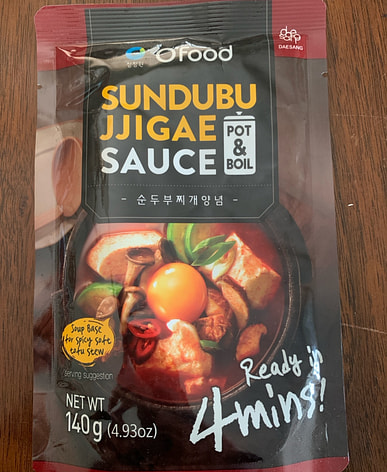 청정원 O'Food
daesang
DAESANG
SUNDUBU
JJIGAE
SAUCE
POT
&
BOIL
- 순두부찌개양념 -
Soup Base
for spicy soft
tofu stew
serving suggestion
Ready in
4mins!
NET WT
140g (4.93oz)